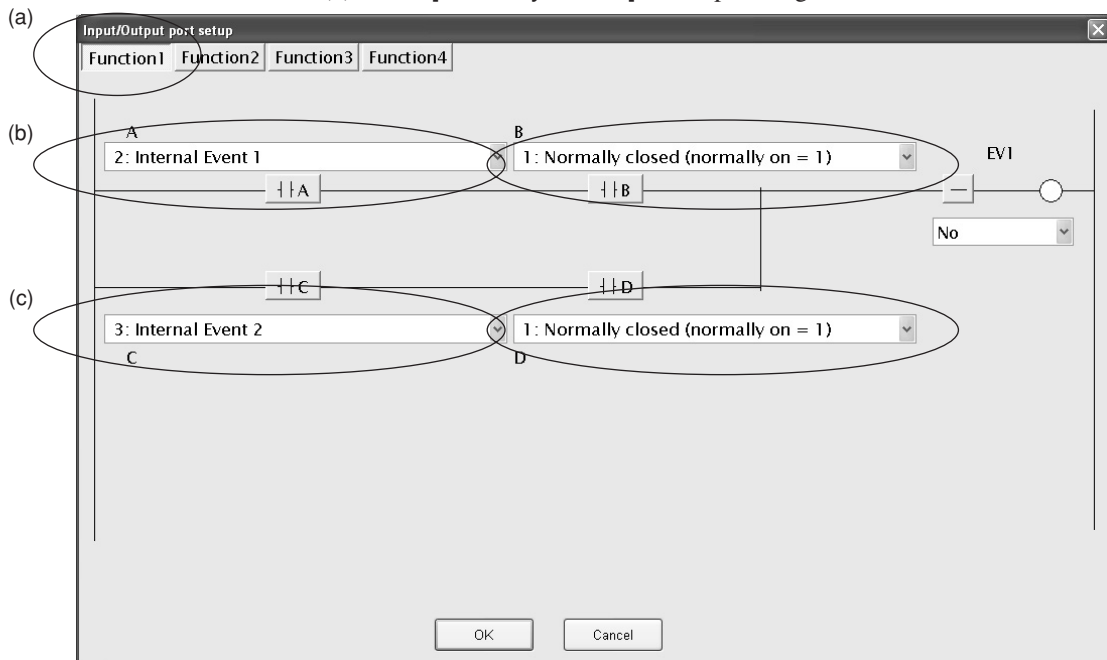 (a)
Input/Output port setup
Function1 Function2 Function3 Function4
(b)
A B
2: Internal Event 1 1: Normally closed (normally on = 1) EV1
A B
No
(c)
C D
3: Internal Event 2 1: Normally closed (normally on = 1)
C D
OK Cancel